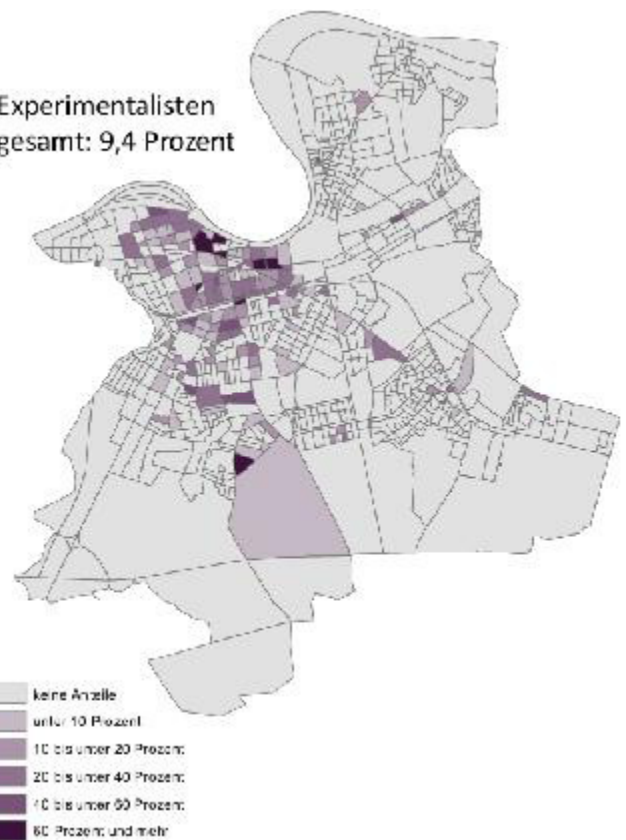 Experimentalisten
gesamt: 9,4 Prozent
keine Anteile
unter 10 Prozent
10 bis unter 20 Prozent
20 bis unter 40 Prozent
40 bis unter 60 Prozent
60 Prozent und mehr